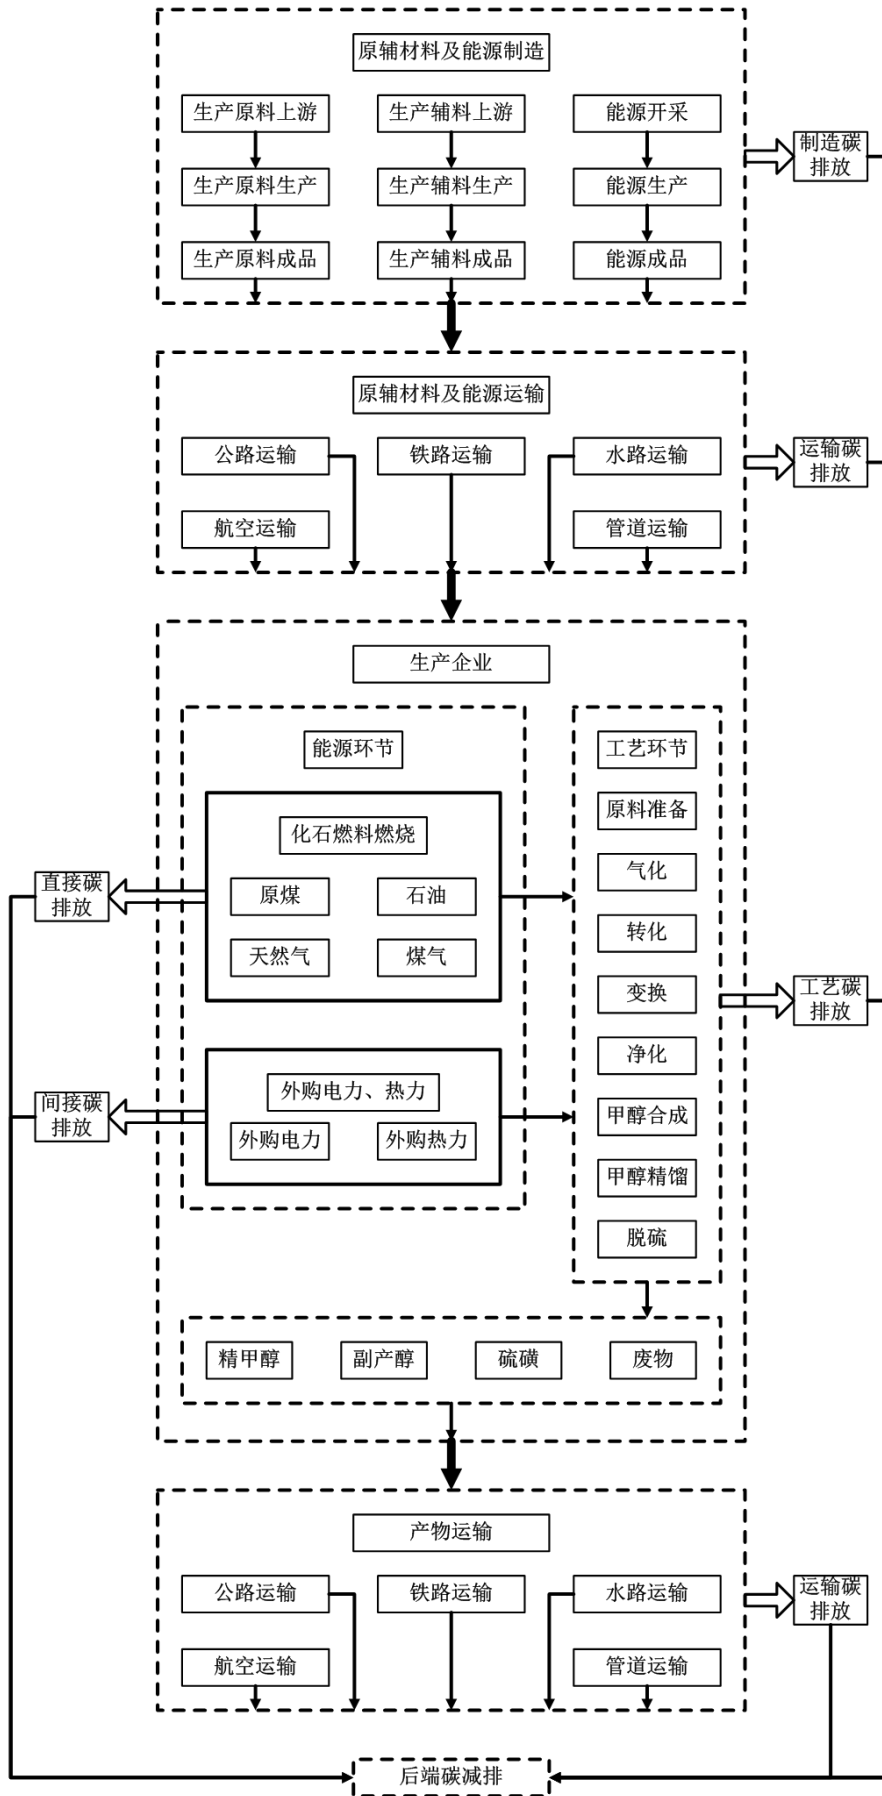 原辅材料及能源制造
生产原料上游
生产辅料上游
能源开采
制造碳
排放
生产原料生产
生产辅料生产
能源生产
生产原料成品
生产辅料成品
能源成品
原辅材料及能源运输
公路运输
铁路运输
水路运输
运输碳
排放
航空运输
管道运输
生产企业
能源环节
工艺环节
化石燃料燃烧
原料准备
直接碳
排放
原煤
石油
气化
天然气
煤气
转化
变换
工艺碳
排放
净化
外购电力、热力
间接碳
排放
外购电力
外购热力
甲醇合成
甲醇精馏
脱硫
精甲醇
副产醇
硫磺
废物
产物运输
公路运输
铁路运输
水路运输
运输碳
排放
航空运输
管道运输
后端碳减排